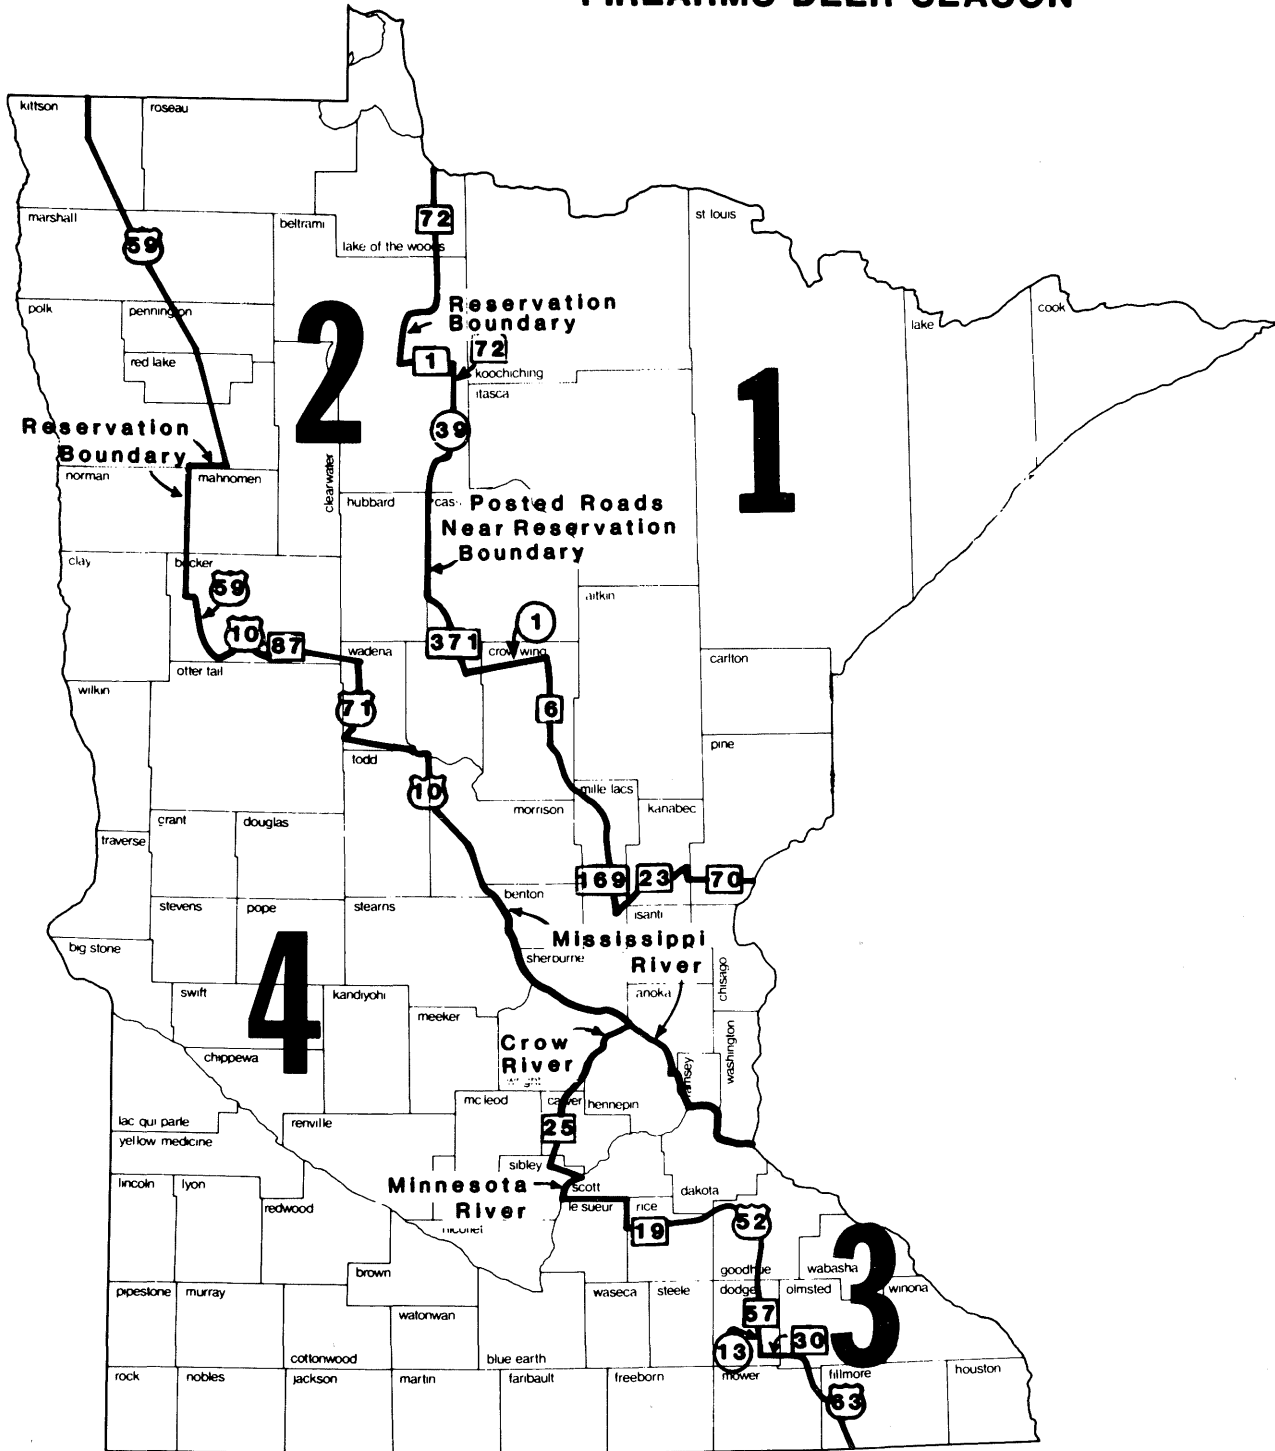 FIREARMS DEER SEASON
kittson
roseau
marshall
beltrami
72
st louis
59
lake of the woods
polk
pennington
Reservation
Boundary
2
lake
cook
red lake
1
72
koochiching
itasca
1
Reservation
Boundary
39
norman
mahnomen
clearwater
hubbard
Posted Roads
Near Reservation
Boundary
clay
becker
59
aitkin
10
87
371
1
wadena
crow wing
carlton
otter tail
wilkin
71
6
pine
todd
10
mille lacs
morrison
kanabec
grant
douglas
traverse
169
23
70
benton
stevens
pope
stearns
isanti
big stone
Mississippi
River
sherburne
chisago
4
swift
kandiyohi
anoka
meeker
Crow
River
washington
chippewa
mc leod
carver
hennepin
lac qui parle
renville
25
yellow medicine
sibley
lincoln
lyon
Minnesota
River
scott
dakota
redwood
le sueur
rice
19
52
3
brown
goodhue
wabasha
pipestone
murray
waseca
steele
dodge
olmsted
winona
watonwan
57
13
30
cottonwood
blue earth
rock
nobles
jackson
martin
faribault
freeborn
mower
fillmore
houston
63